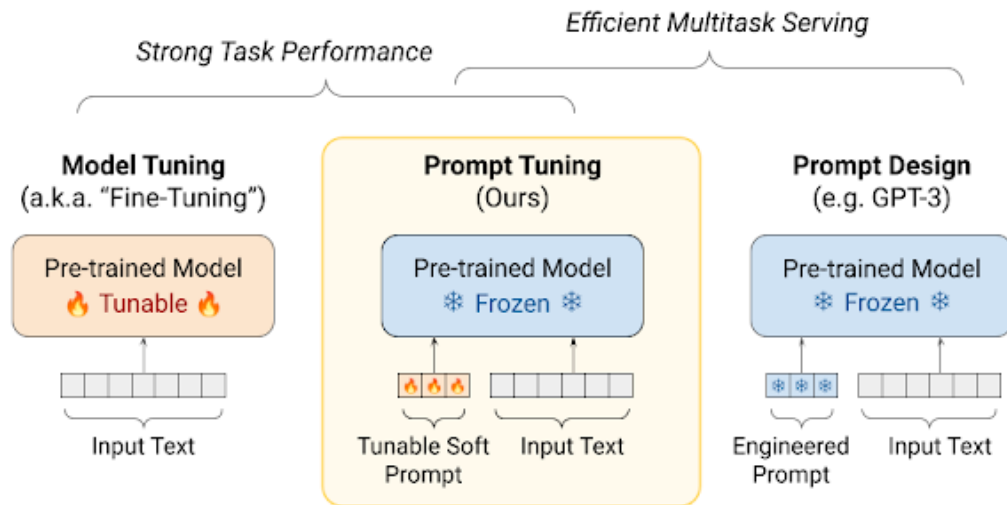 Efficient Multitask Serving
Strong Task Performance
Model Tuning
(a.k.a. “Fine-Tuning”)
Pre-trained Model
🔥 Tunable 🔥
Input Text
Prompt Tuning
(Ours)
Pre-trained Model
❄ Frozen ❄
Tunable Soft
Prompt
Input Text
Prompt Design
(e.g. GPT-3)
Pre-trained Model
❄ Frozen ❄
Engineered
Prompt
Input Text